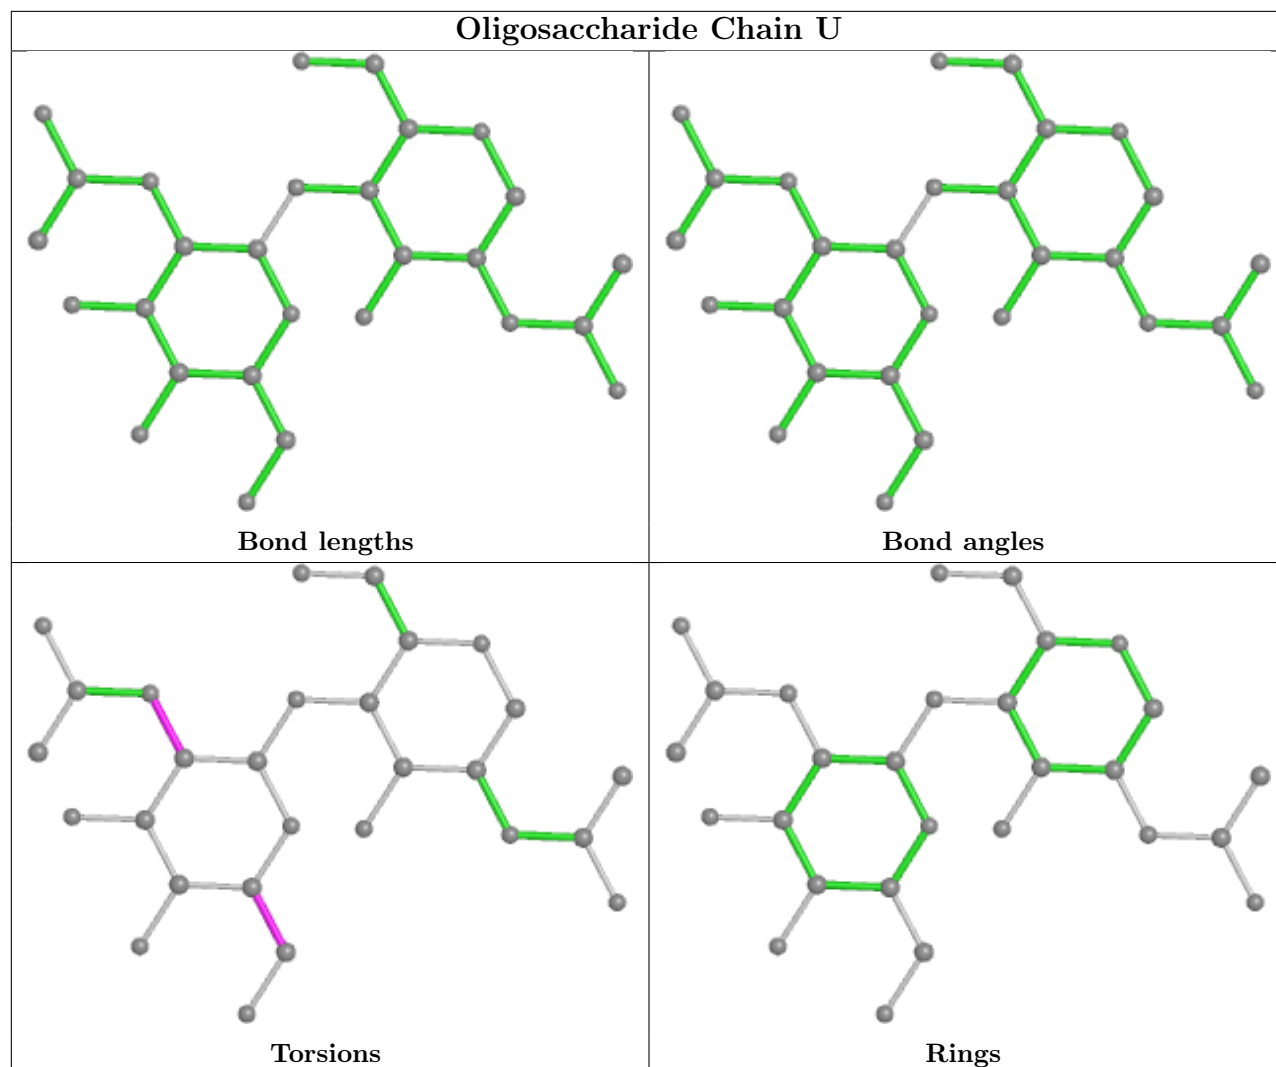 Oligosaccharide Chain U
Bond lengths
Bond angles
Torsions
Rings